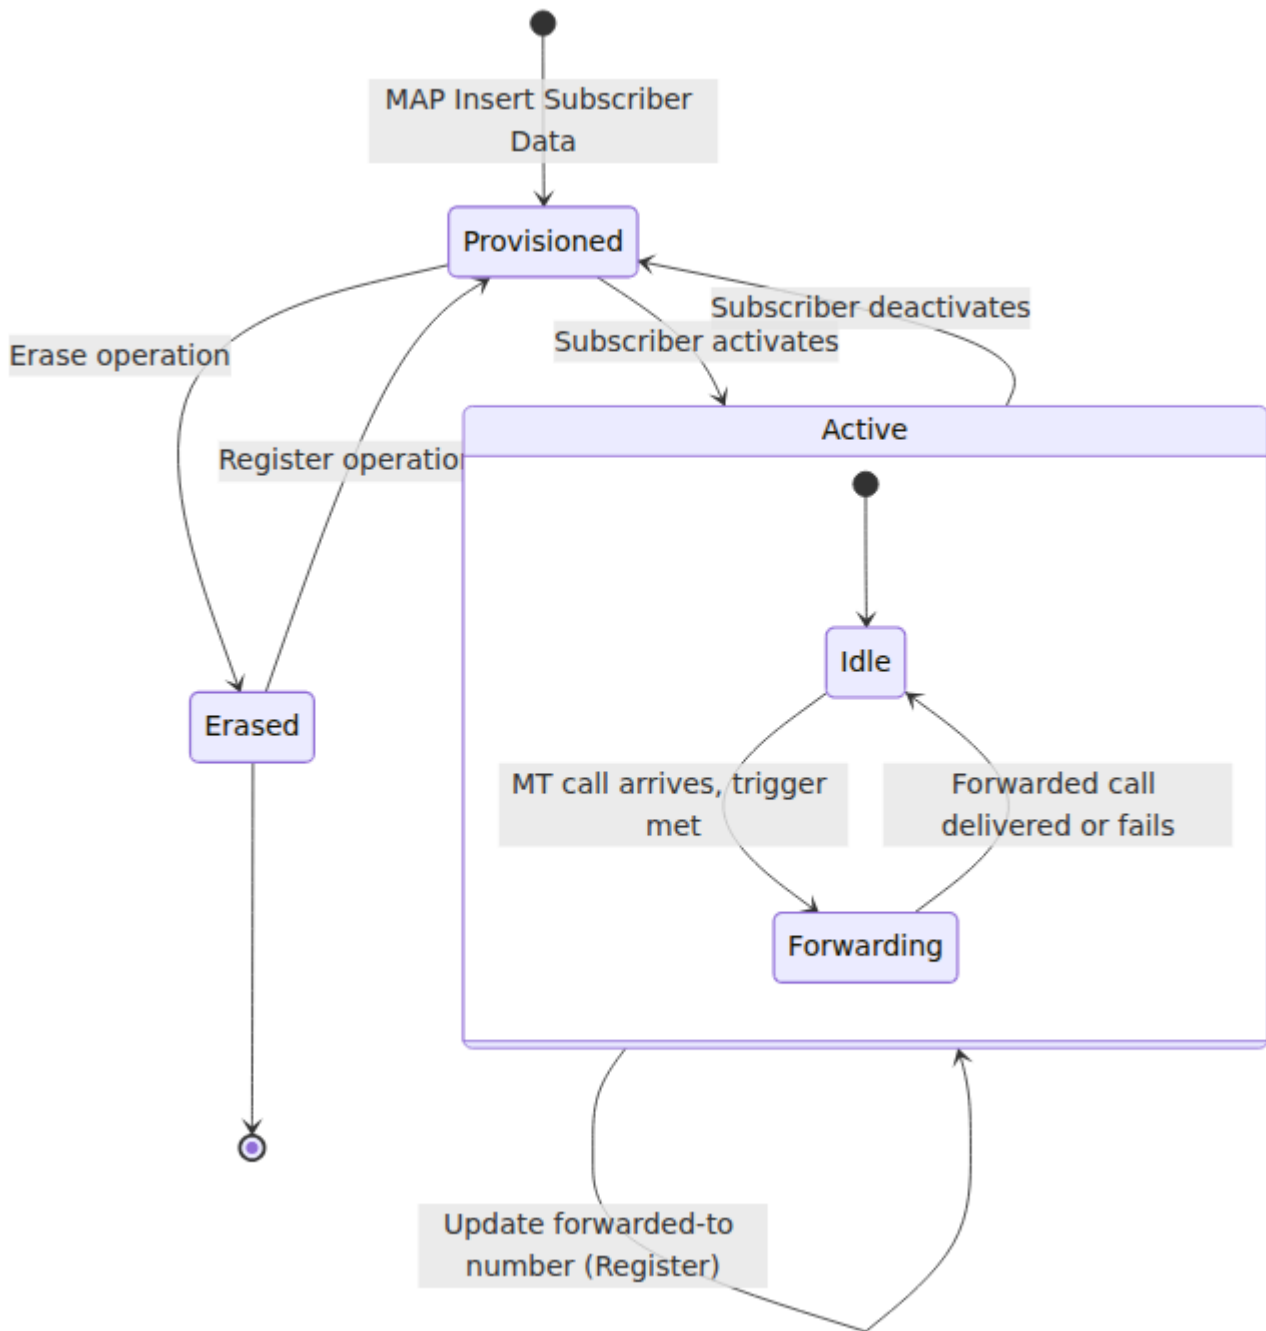 MAP Insert Subscriber
Data
Provisioned
Subscriber deactivates
Subscriber activates
Erase operation
Active
Register operation
Idle
Erased
MT call arrives, trigger
met
Forwarded call
delivered or fails
Forwarding
Update forwarded-to
number (Register)